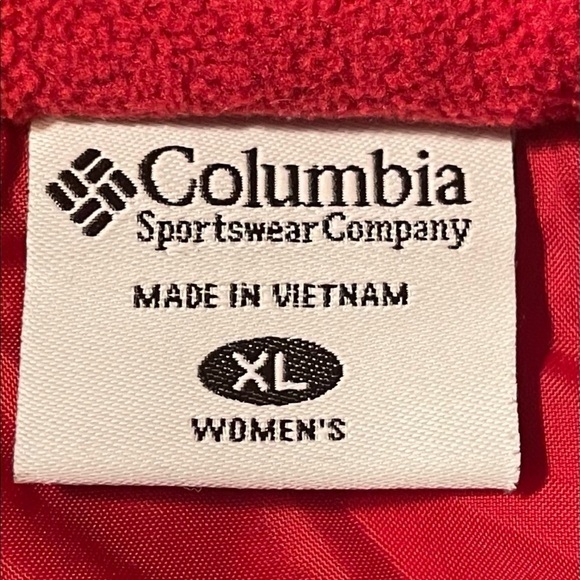 Columbia
Sportswear Company
MADE IN VIETNAM
XL
WOMEN'S